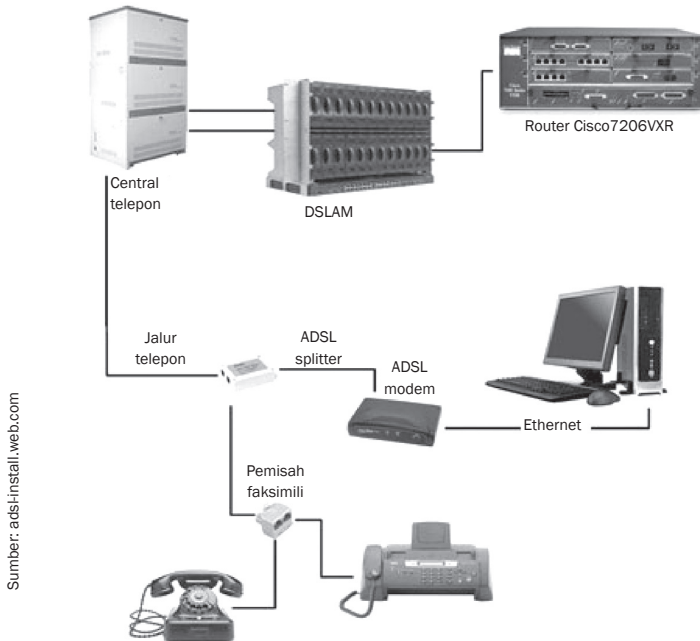 Router Cisco7206VXR
Central
telepon
DSLAM
Jalur
telepon
ADSL
splitter
ADSL
modem
Ethernet
Pemisah
faksimili
Sumber: adsl-install.web.com